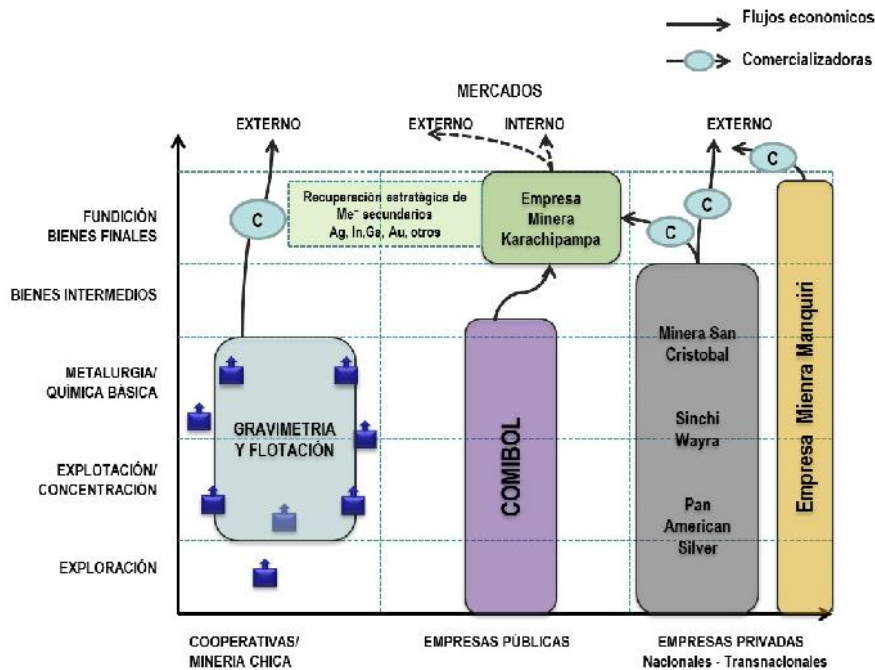 Flujos económicos
Comercializadoras
MERCADOS
EXTERNO
EXTERNO
INTERNO
EXTERNO
C
FUNDICIÓN
BIENES FINALES
C
Recuperación estratégica de
Me⁻ secundarios
Ag, In,Ga, Au, otros
Empresa
Minera
Karachipampa
C
C
BIENES INTERMEDIOS
METALURGIA/
QUÍMICA BÁSICA
GRAVIMETRIA
Y FLOTACIÓN
COMIBOL
Minera San
Cristobal
Sinchi
Wayra
Pan
American
Silver
Empresa Mienra Manquiri
EXPLOTACIÓN/
CONCENTRACIÓN
EXPLORACIÓN
COOPERATIVAS/
MINERIA CHICA
EMPRESAS PÚBLICAS
EMPRESAS PRIVADAS
Nacionales - Transnacionales